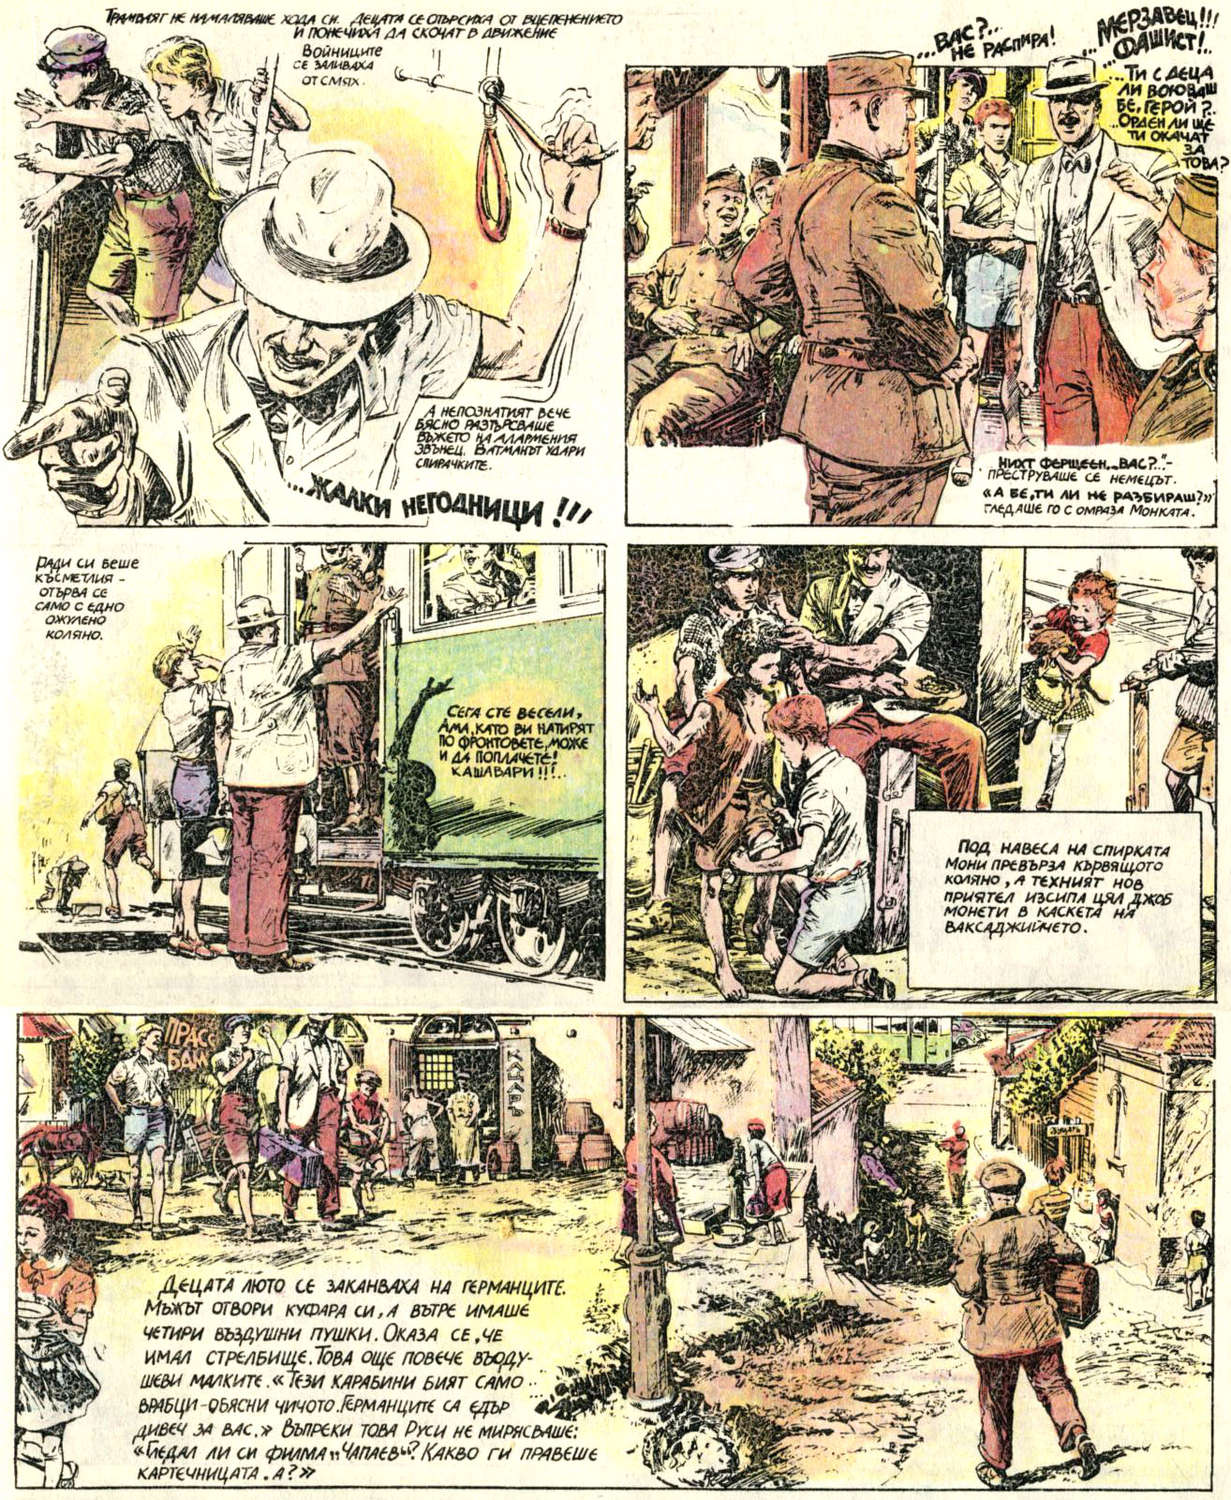 Трамваят не намаляваше хода си. Децата се отърсиха от вцепенението
и понечиха да скочат в движение
Войниците
се заливаха
от смях.
А непознатият вече
бясно разтърсваше
въжето на алармения
звънец. Ватманът удари
спирачките.
...Жалки негодници!!!
...Вас?...
Не распира!
...Мерзавец!!!
...Фашист!..
...Ти с деца
ли воюваш
бе, герой?..
..Орден ли ще
ти окачат
за
това?
Нихт ферщеен...Вас?.."-
преструваше се немецът.
«А бе, ти ли не разбираш?»
гледаше го с омраза Монката.
Ради си беше
късметлия -
отърва се
само с едно
ожулено
коляно.
Сега сте весели,
ама, като ви натирят
по фронтовете, може
и да поплачете!
Кашавари!!!...
Под навеса на спирката
Мони превърза кървящото
коляно, а техният нов
приятел изсипа цял джоб
монети в каскета на
ваксаджийчето.
Прасе
Бам
Качаръ
Децата люто се заканваха на германците.
Мъжът отвори куфара си, а вътре имаше
четири въздушни пушки. Оказа се, че
имал стрелбище. Това още повече въоду-
шеви малките. «Тези карабини бият само..
врабци-обясни чичото. Германците са едър
дивеч за вас.» Въпреки това Руси не мирясваше:
«Гледал ли си филма „Чапаев"? Какво ги правеше
картечницата. а?»